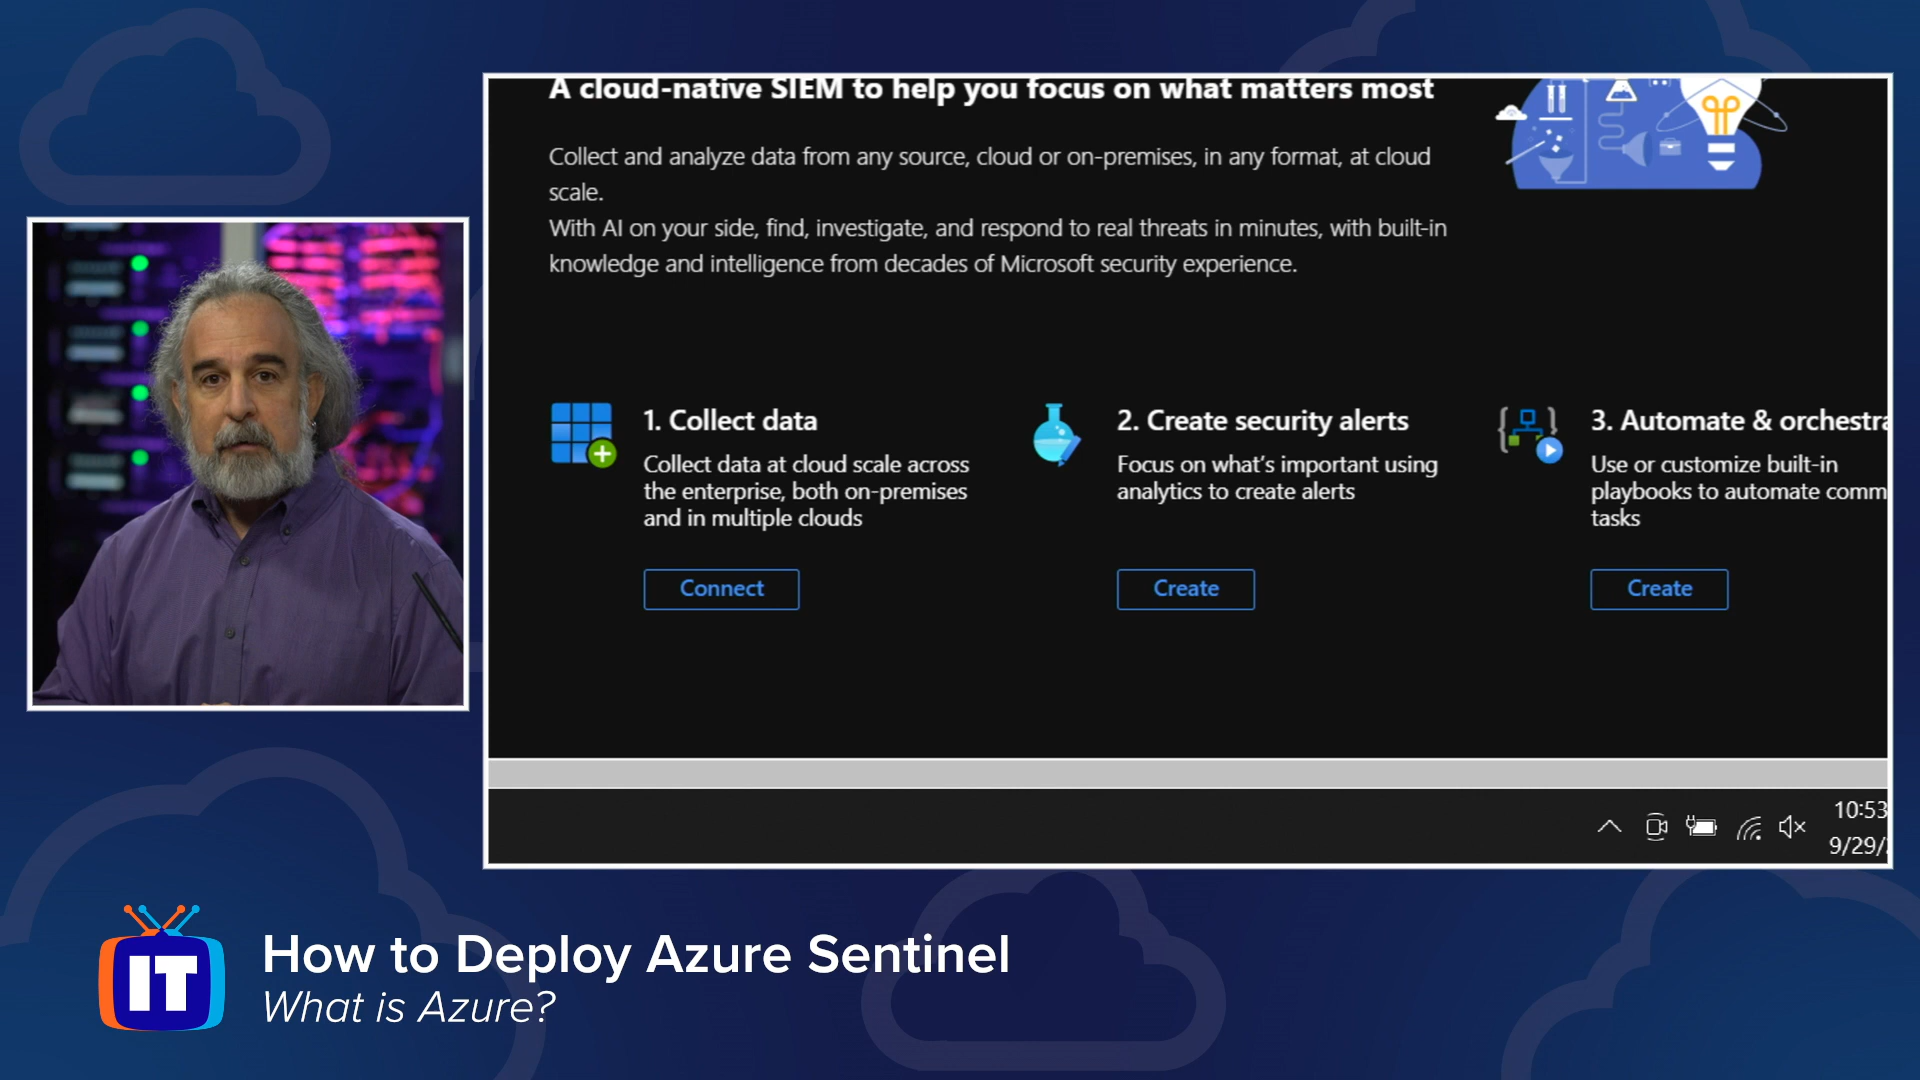 A cloud-native SIEM to help you focus on what matters most
Collect and analyze data from any source, cloud or on-premises, in any format, at cloud
scale.
With AI on your side, find, investigate, and respond to real threats in minutes, with built-in
knowledge and intelligence from decades of Microsoft security experience.
1. Collect data
Collect data at cloud scale across
the enterprise, both on-premises
and in multiple clouds
Connect
2. Create security alerts
Focus on what's important using
analytics to create alerts
Create
3. Automate & orchestra
Use or customize built-in
playbooks to automate comm
tasks
Create
10:53
9/29/
IT
How to Deploy Azure Sentinel
What is Azure?